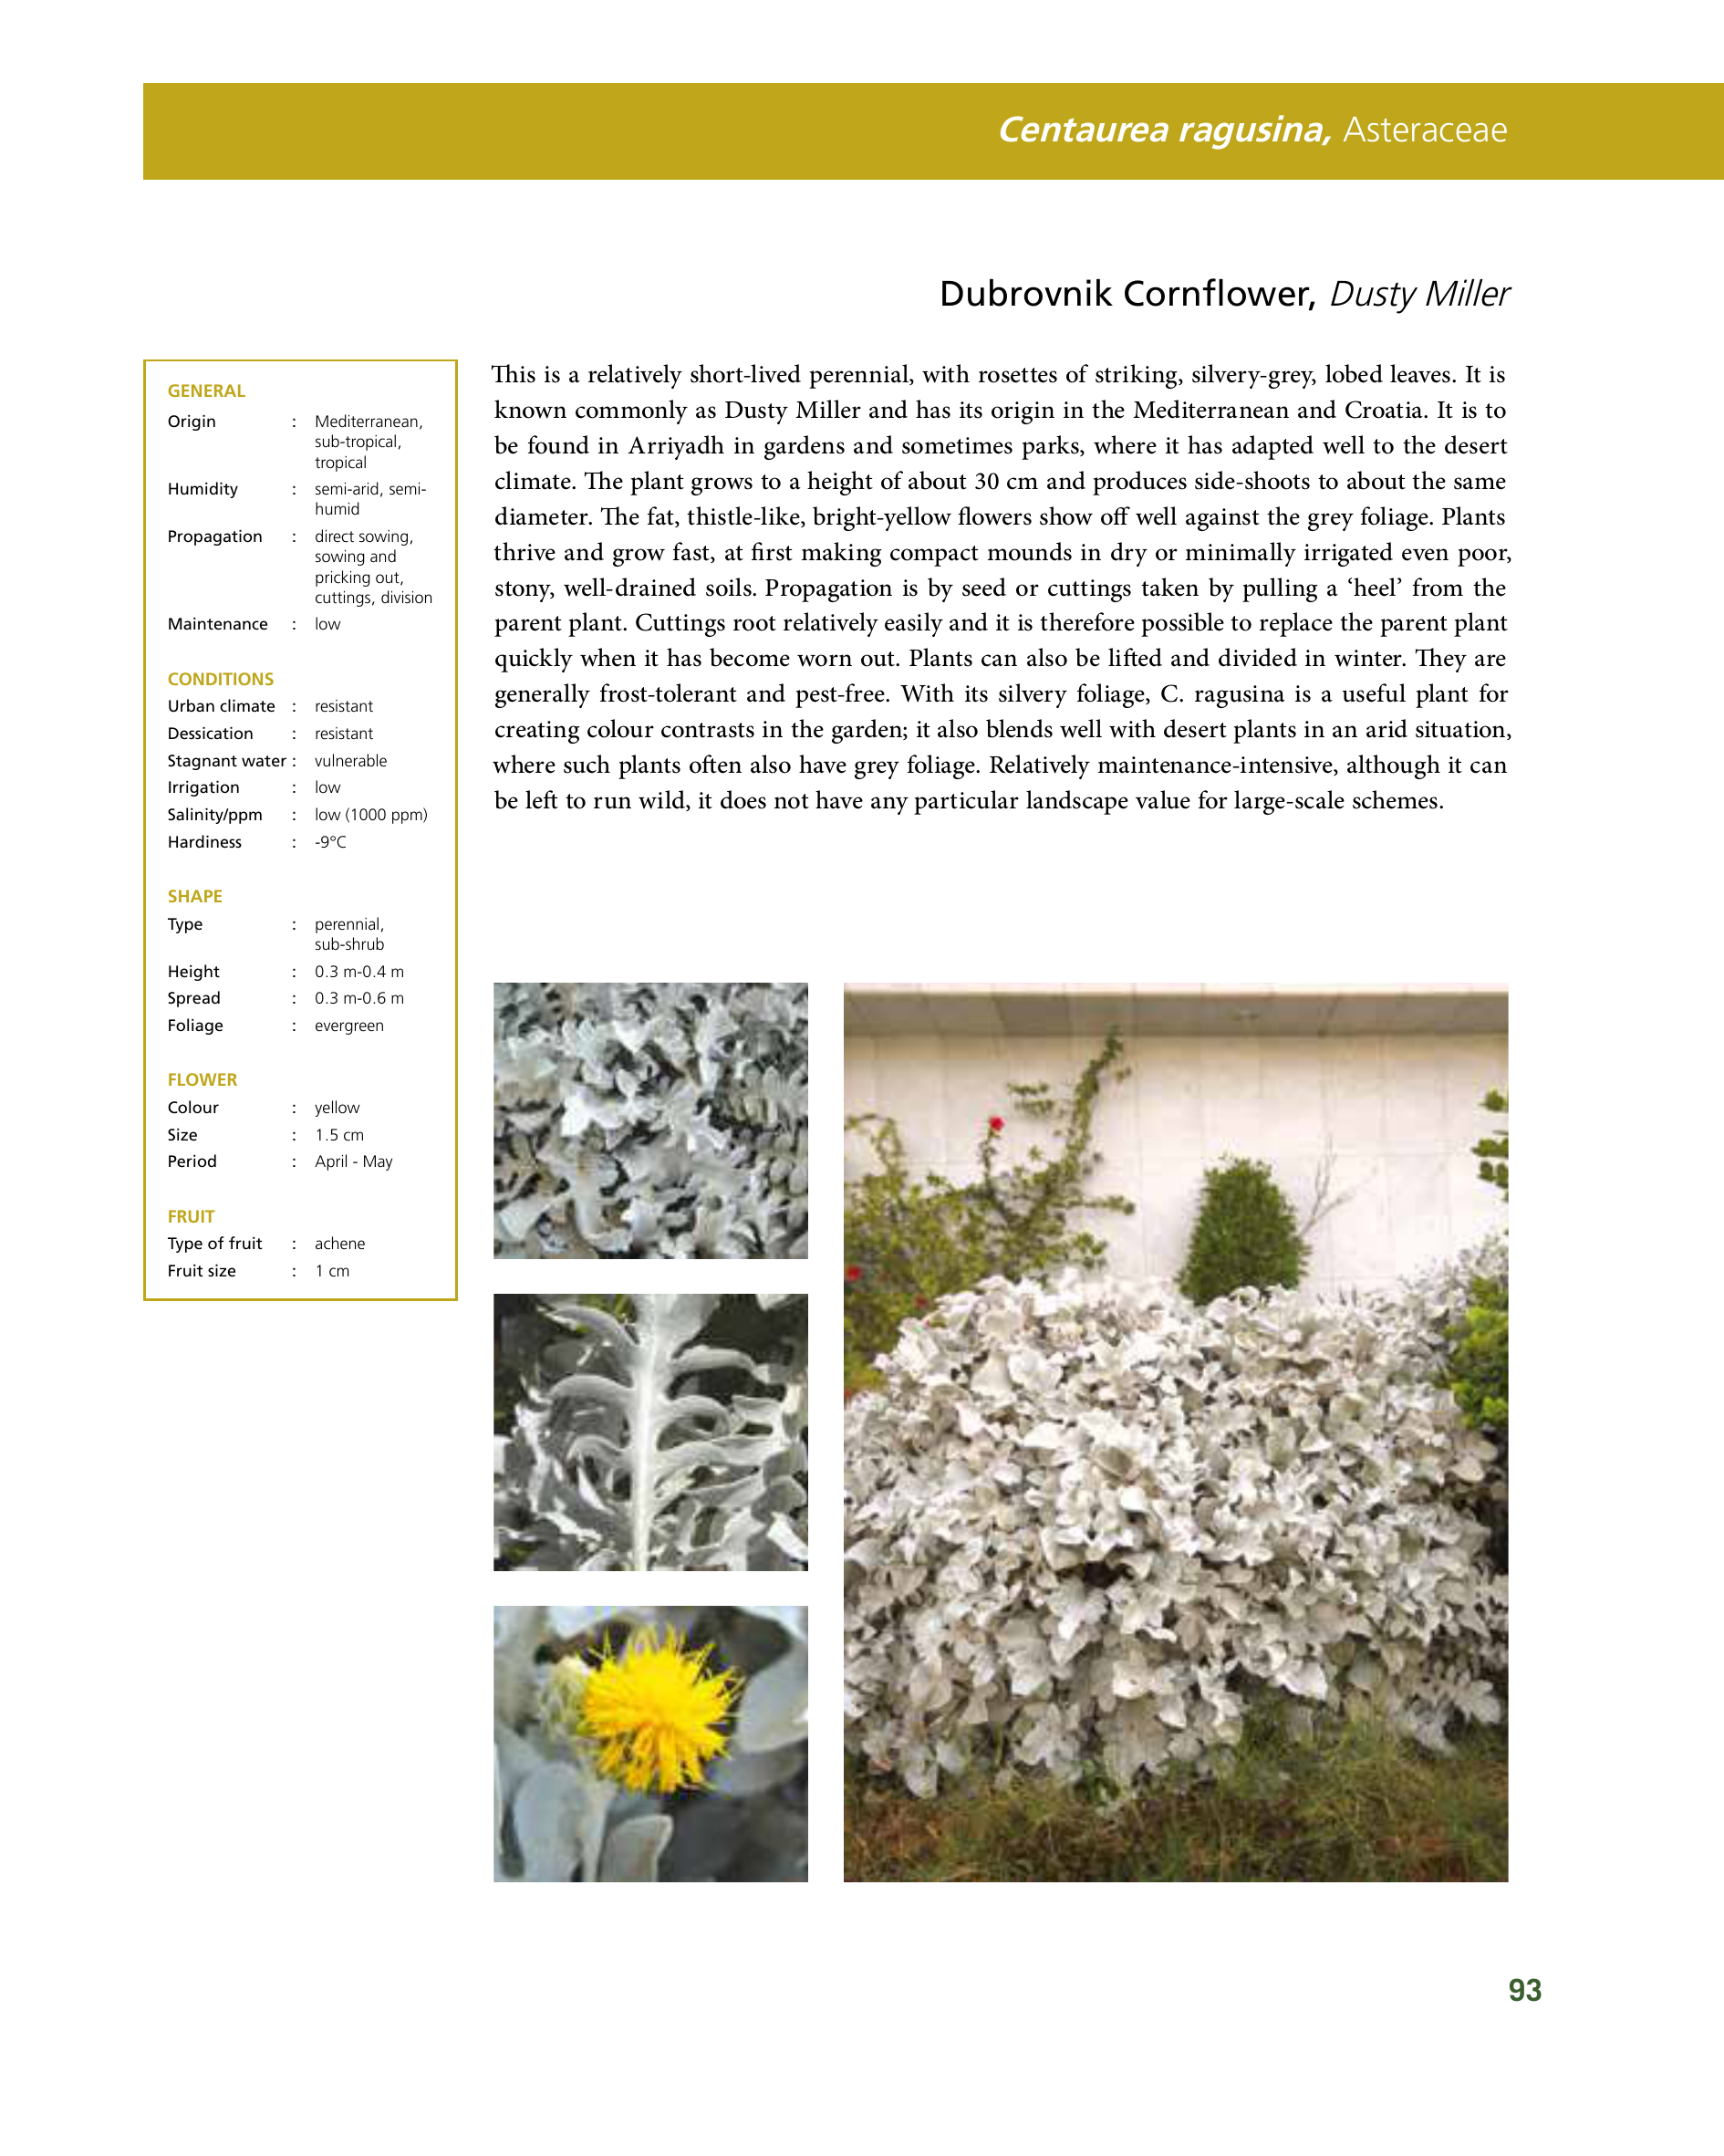 Centaurea ragusina, Asteraceae
Dubrovnik Cornflower, Dusty Miller
GENERAL
Origin : Mediterranean,
sub-tropical,
tropical
Humidity : semi-arid, semi-
humid
Propagation : direct sowing,
sowing and
pricking out,
cuttings, division
Maintenance : low
CONDITIONS
Urban climate : resistant
Dessication : resistant
Stagnant water : vulnerable
Irrigation : low
Salinity/ppm : low (1000 ppm)
Hardiness : -9°C
SHAPE
Type : perennial,
sub-shrub
Height : 0.3 m-0.4 m
Spread : 0.3 m-0.6 m
Foliage : evergreen
FLOWER
Colour : yellow
Size : 1.5 cm
Period : April - May
FRUIT
Type of fruit : achene
Fruit size : 1 cm
This is a relatively short-lived perennial, with rosettes of striking, silvery-grey, lobed leaves. It is
known commonly as Dusty Miller and has its origin in the Mediterranean and Croatia. It is to
be found in Arriyadh in gardens and sometimes parks, where it has adapted well to the desert
climate. The plant grows to a height of about 30 cm and produces side-shoots to about the same
diameter. The fat, thistle-like, bright-yellow flowers show off well against the grey foliage. Plants
thrive and grow fast, at first making compact mounds in dry or minimally irrigated even poor,
stony, well-drained soils. Propagation is by seed or cuttings taken by pulling a ‘heel’ from the
parent plant. Cuttings root relatively easily and it is therefore possible to replace the parent plant
quickly when it has become worn out. Plants can also be lifted and divided in winter. They are
generally frost-tolerant and pest-free. With its silvery foliage, C. ragusina is a useful plant for
creating colour contrasts in the garden; it also blends well with desert plants in an arid situation,
where such plants often also have grey foliage. Relatively maintenance-intensive, although it can
be left to run wild, it does not have any particular landscape value for large-scale schemes.
93